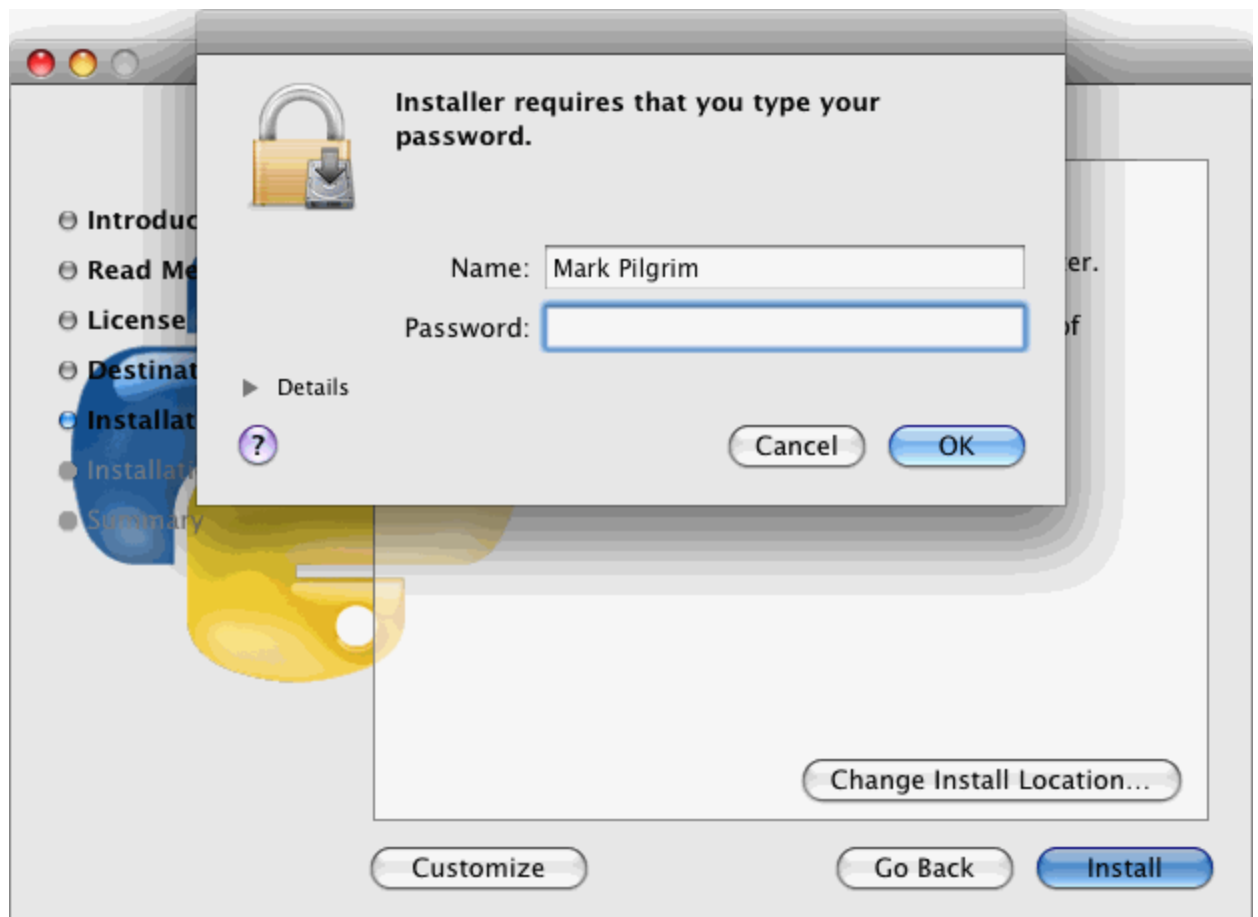 Installer requires that you type your
password.
Name: Mark Pilgrim
Password:
Details
?
Cancel OK
Introduc
Read Me
License
Destinat
Installat
Installati
Summary
er.
of
Change Install Location...
Customize Go Back Install